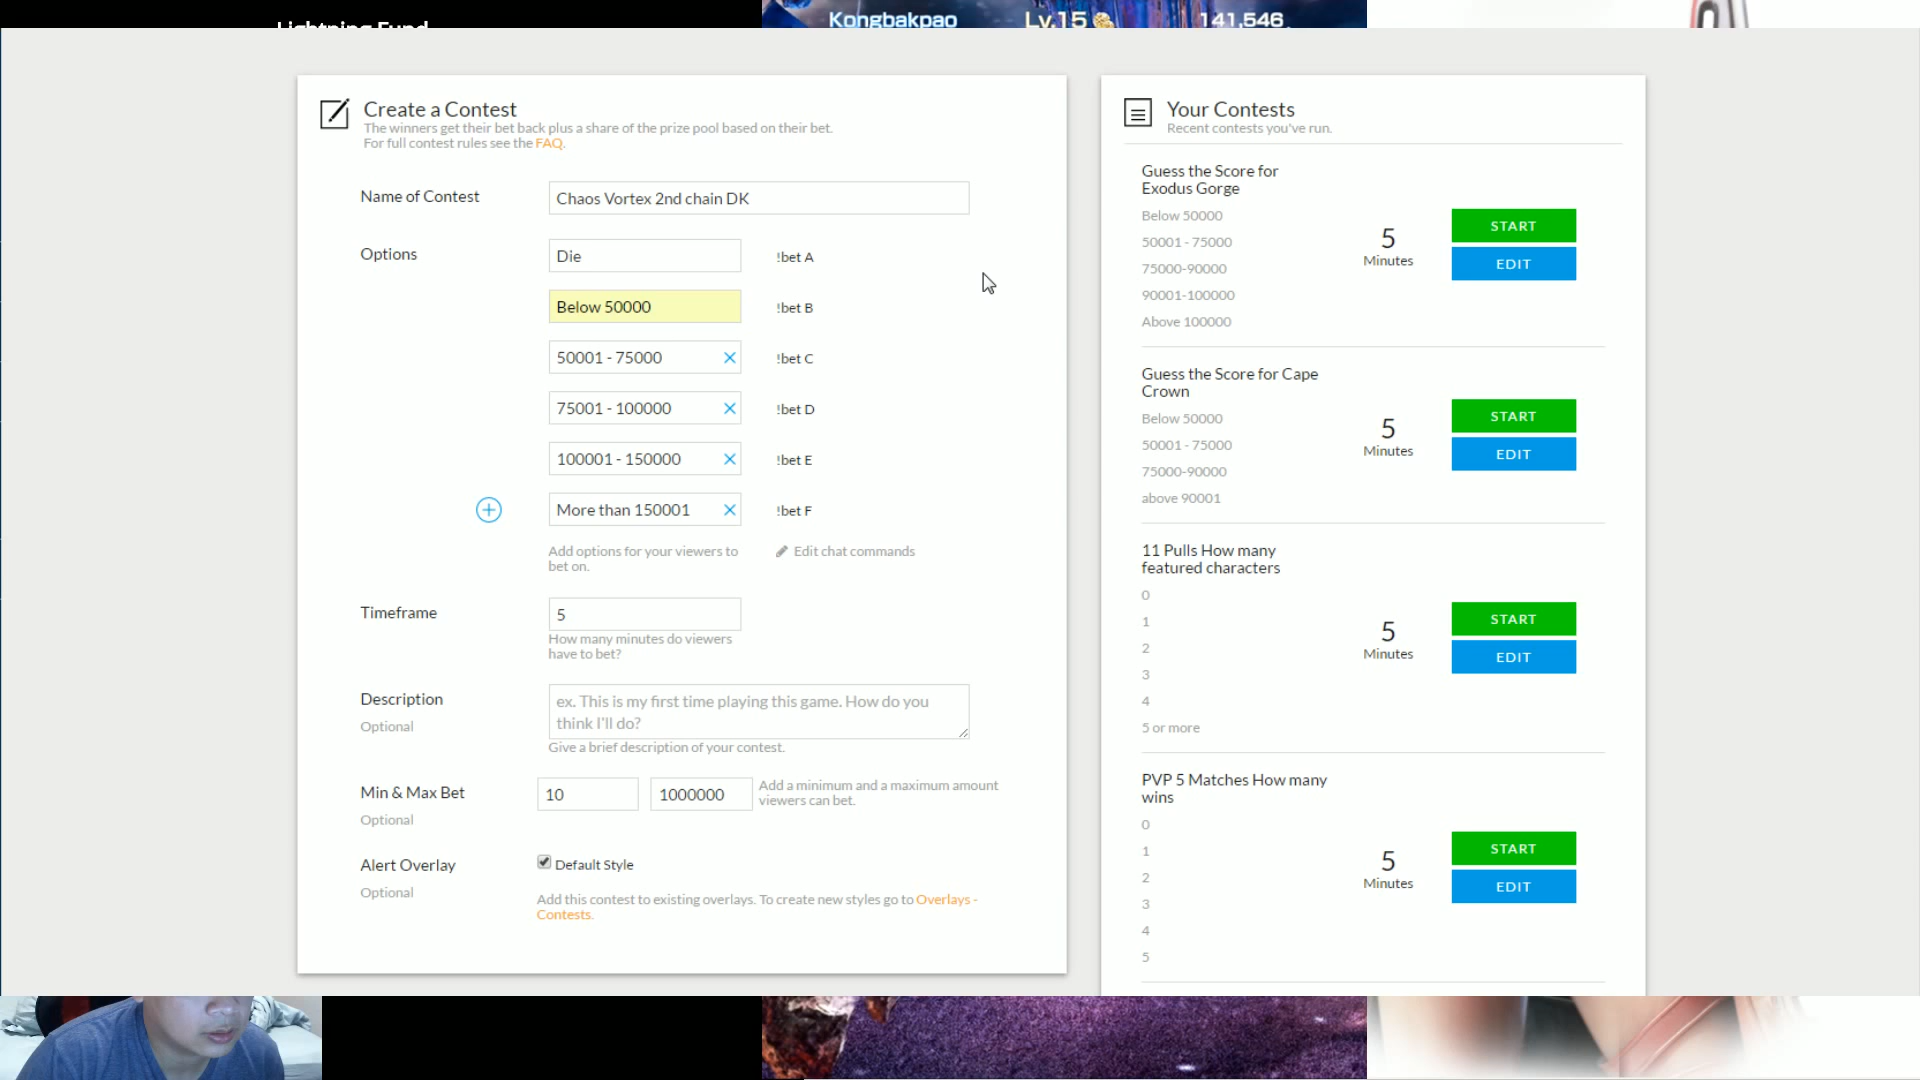 Lightning Fund
Kongbakpao Lv.15 141,546
Create a Contest
The winners get their bet back plus a share of the prize pool based on their bet.
For full contest rules see the FAQ.
Name of Contest
Chaos Vortex 2nd chain DK
Options
Die
!bet A
Below 50000
!bet B
50001 - 75000
!bet C
75001 - 100000
!bet D
100001 - 150000
!bet E
More than 150001
!bet F
Add options for your viewers to
bet on.
Edit chat commands
Timeframe
5
How many minutes do viewers
have to bet?
Description
Optional
ex. This is my first time playing this game. How do you
think I'll do?
Give a brief description of your contest.
Min & Max Bet
Optional
10
1000000
Add a minimum and a maximum amount
viewers can bet.
Alert Overlay
Optional
Default Style
Add this contest to existing overlays. To create new styles go to Overlays -
Contests.
Your Contests
Recent contests you've run.
Guess the Score for
Exodus Gorge
Below 50000
50001 - 75000
75000-90000
90001-100000
Above 100000
5
Minutes
START
EDIT
Guess the Score for Cape
Crown
Below 50000
50001 - 75000
75000-90000
above 90001
5
Minutes
START
EDIT
11 Pulls How many
featured characters
0
1
2
3
4
5 or more
5
Minutes
START
EDIT
PVP 5 Matches How many
wins
0
1
2
3
4
5
5
Minutes
START
EDIT